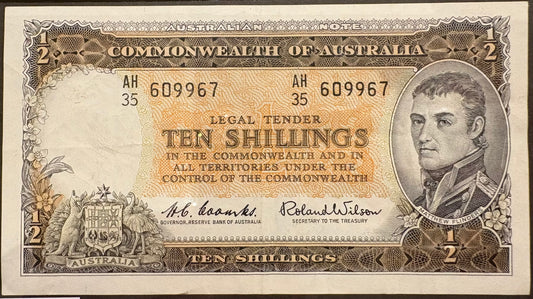 AUSTRALIAN NOTE
1/2 COMMONWEALTH OF AUSTRALIA 1/2
AH 35 609967 AH 35 609967
LEGAL TENDER
TEN SHILLINGS
IN THE COMMONWEALTH AND IN
ALL TERRITORIES UNDER THE
CONTROL OF THE COMMONWEALTH
H.C. Coombs. Roland Wilson
GOVERNOR, RESERVE BANK OF AUSTRALIA SECRETARY TO THE TREASURY
MATTHEW FLINDERS
1/2 1/2
AUSTRALIA
TEN SHILLINGS